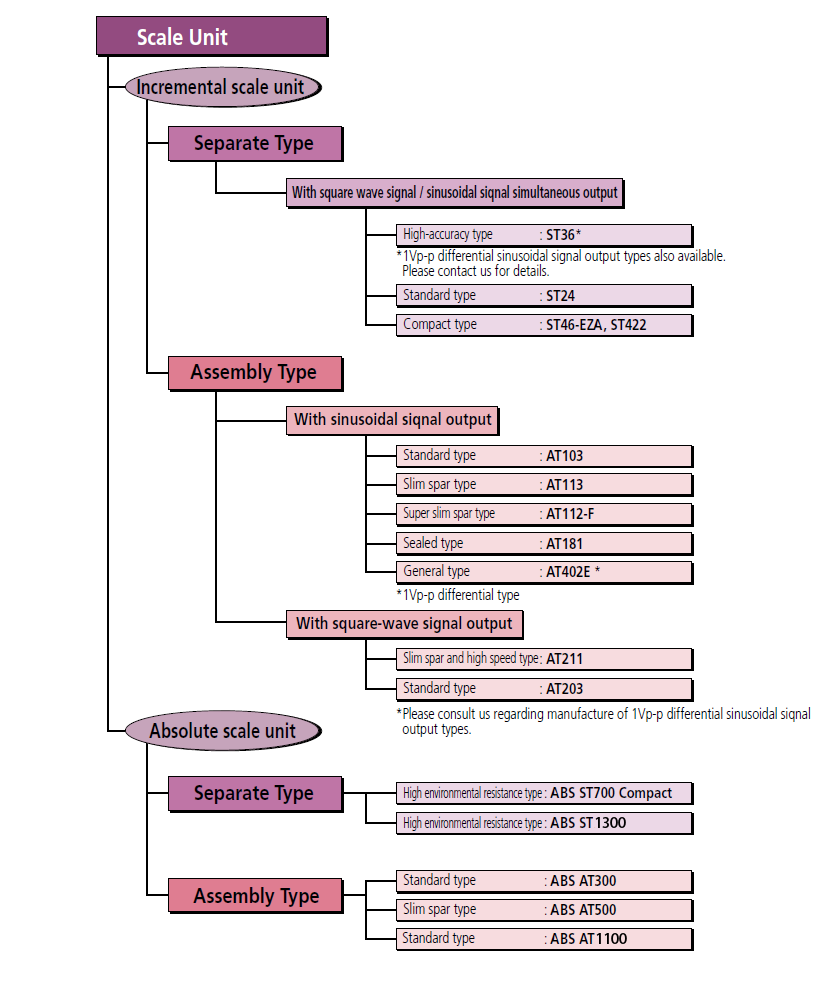 Scale Unit
Incremental scale unit
Separate Type
With square wave signal / sinusoidal siqnal simultaneous output
High-accuracy type : ST36*
*1Vp-p differential sinusoidal signal output types also available.
Please contact us for details.
Standard type : ST24
Compact type : ST46-EZA, ST422
Assembly Type
With sinusoidal siqnal output
Standard type : AT103
Slim spar type : AT113
Super slim spar type : AT112-F
Sealed type : AT181
General type : AT402E *
*1Vp-p differential type
With square-wave signal output
Slim spar and high speed type : AT211
Standard type : AT203
*Please consult us regarding manufacture of 1Vp-p differential sinusoidal siqnal
output types.
Absolute scale unit
Separate Type
High environmental resistance type : ABS ST700 Compact
High environmental resistance type : ABS ST1300
Assembly Type
Standard type : ABS AT300
Slim spar type : ABS AT500
Standard type : ABS AT1100